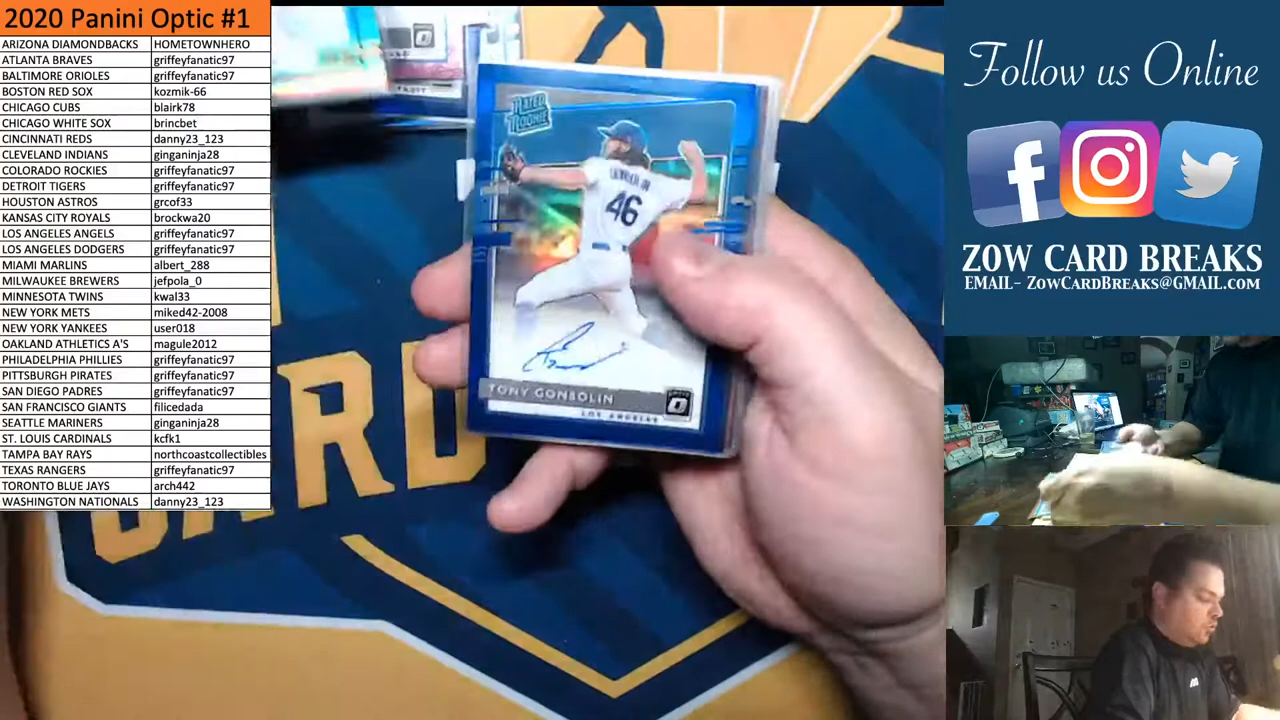 2020 Panini Optic #1
ARIZONA DIAMONDBACKS HOMETOWNHERO
ATLANTA BRAVES griffeyfanatic97
BALTIMORE ORIOLES griffeyfanatic97
BOSTON RED SOX kozmik-66
CHICAGO CUBS blairk78
CHICAGO WHITE SOX brincbet
CINCINNATI REDS danny23_123
CLEVELAND INDIANS ginganinja28
COLORADO ROCKIES griffeyfanatic97
DETROIT TIGERS griffeyfanatic97
HOUSTON ASTROS grcof33
KANSAS CITY ROYALS brockwa20
LOS ANGELES ANGELS griffeyfanatic97
LOS ANGELES DODGERS griffeyfanatic97
MIAMI MARLINS albert_288
MILWAUKEE BREWERS jefpola_0
MINNESOTA TWINS kwal33
NEW YORK METS miked42-2008
NEW YORK YANKEES user018
OAKLAND ATHLETICS A'S magule2012
PHILADELPHIA PHILLIES griffeyfanatic97
PITTSBURGH PIRATES griffeyfanatic97
SAN DIEGO PADRES griffeyfanatic97
SAN FRANCISCO GIANTS filicedada
SEATTLE MARINERS ginganinja28
ST. LOUIS CARDINALS kcfk1
TAMPA BAY RAYS northcoastcollectibles
TEXAS RANGERS griffeyfanatic97
TORONTO BLUE JAYS arch442
WASHINGTON NATIONALS danny23_123
RATED
ROOKIE
46
TONY GONSOLIN
LOS ANGELES
OPTIC
CARD
Follow us Online
ZOW CARD BREAKS
EMAIL- ZOWCARDBREAKS@GMAIL.COM